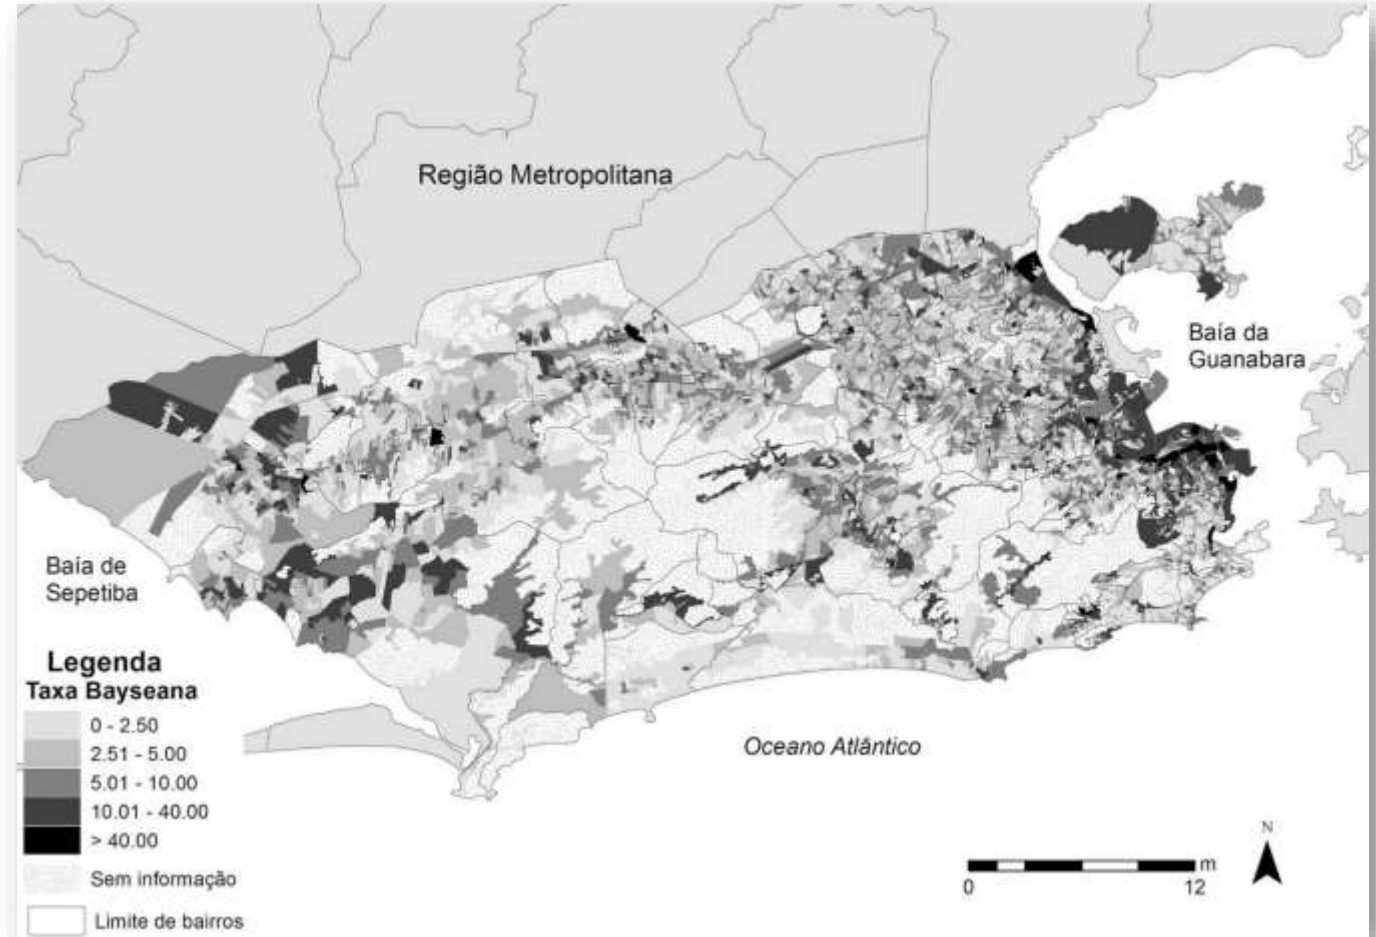 Região Metropolitana
Baía da
Guanabara
Baía de
Sepetiba
Legenda
Taxa Bayseana
0 - 2.50
2.51 - 5.00
5.01 - 10.00
10.01 - 40.00
> 40.00
Sem informação
Limite de bairros
Oceano Atlântico
N
m
0
12